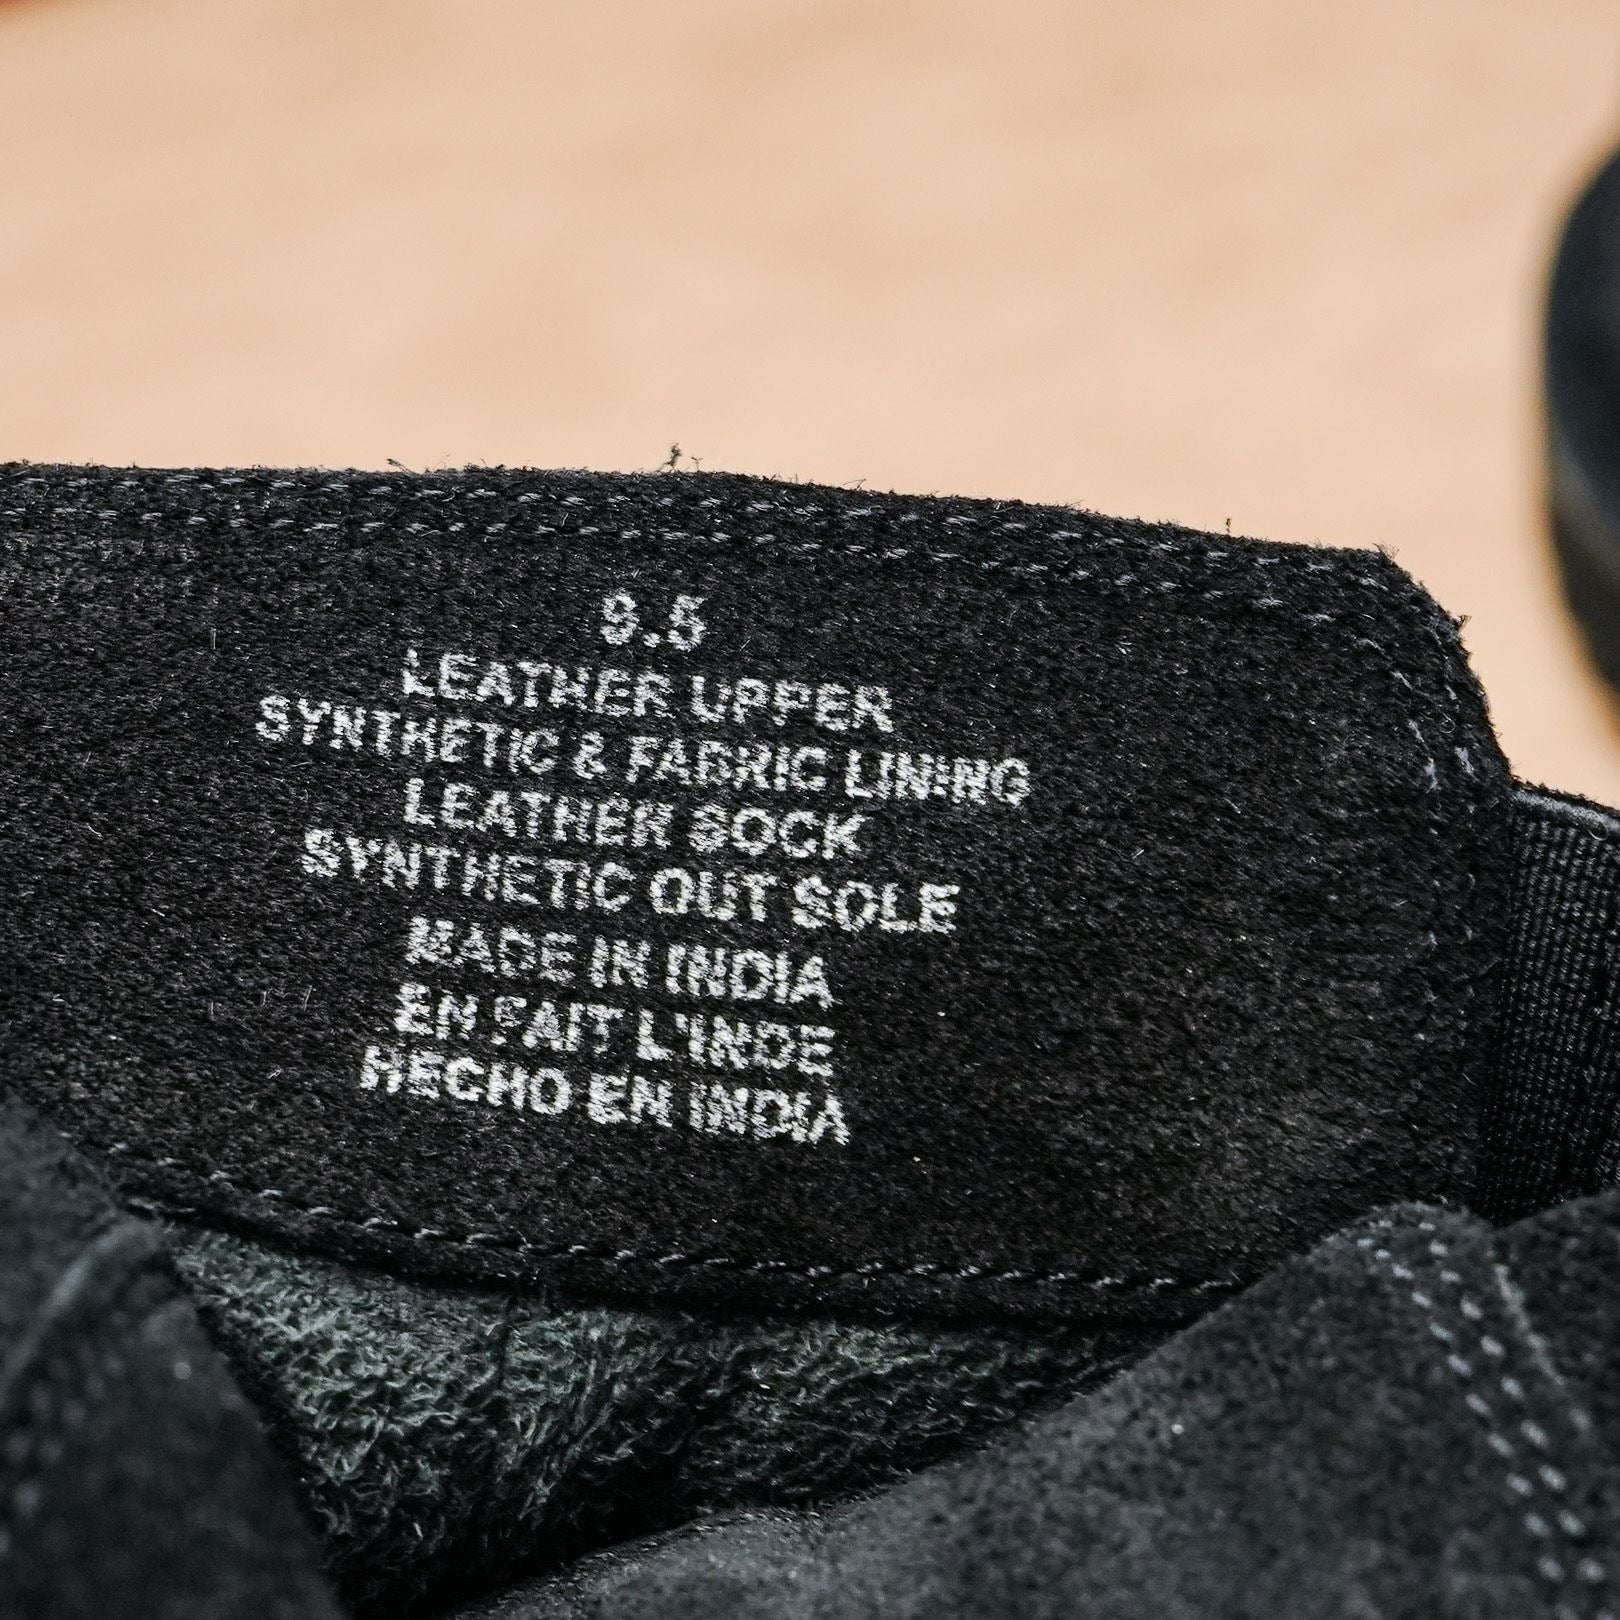 9.5
LEATHER UPPER
SYNTHETIC & FABRIC LINING
LEATHER SOCK
SYNTHETIC OUT SOLE
MADE IN INDIA
EN FAIT L'INDE
HECHO EN INDIA